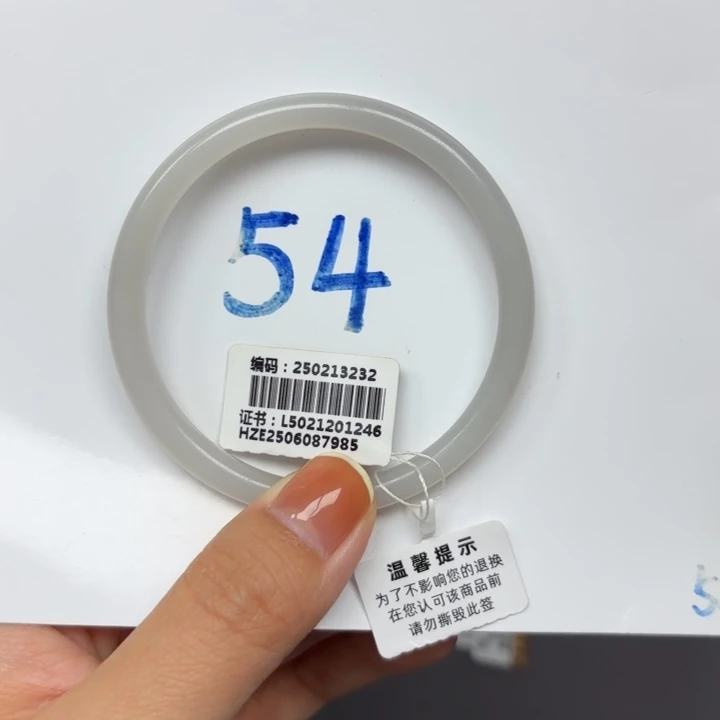 54
编码：250213232
证书：L5021201246
HZE2506087985
温馨提示
为了不影响您的退换
在您认可该商品前
请勿撕毁此签
5